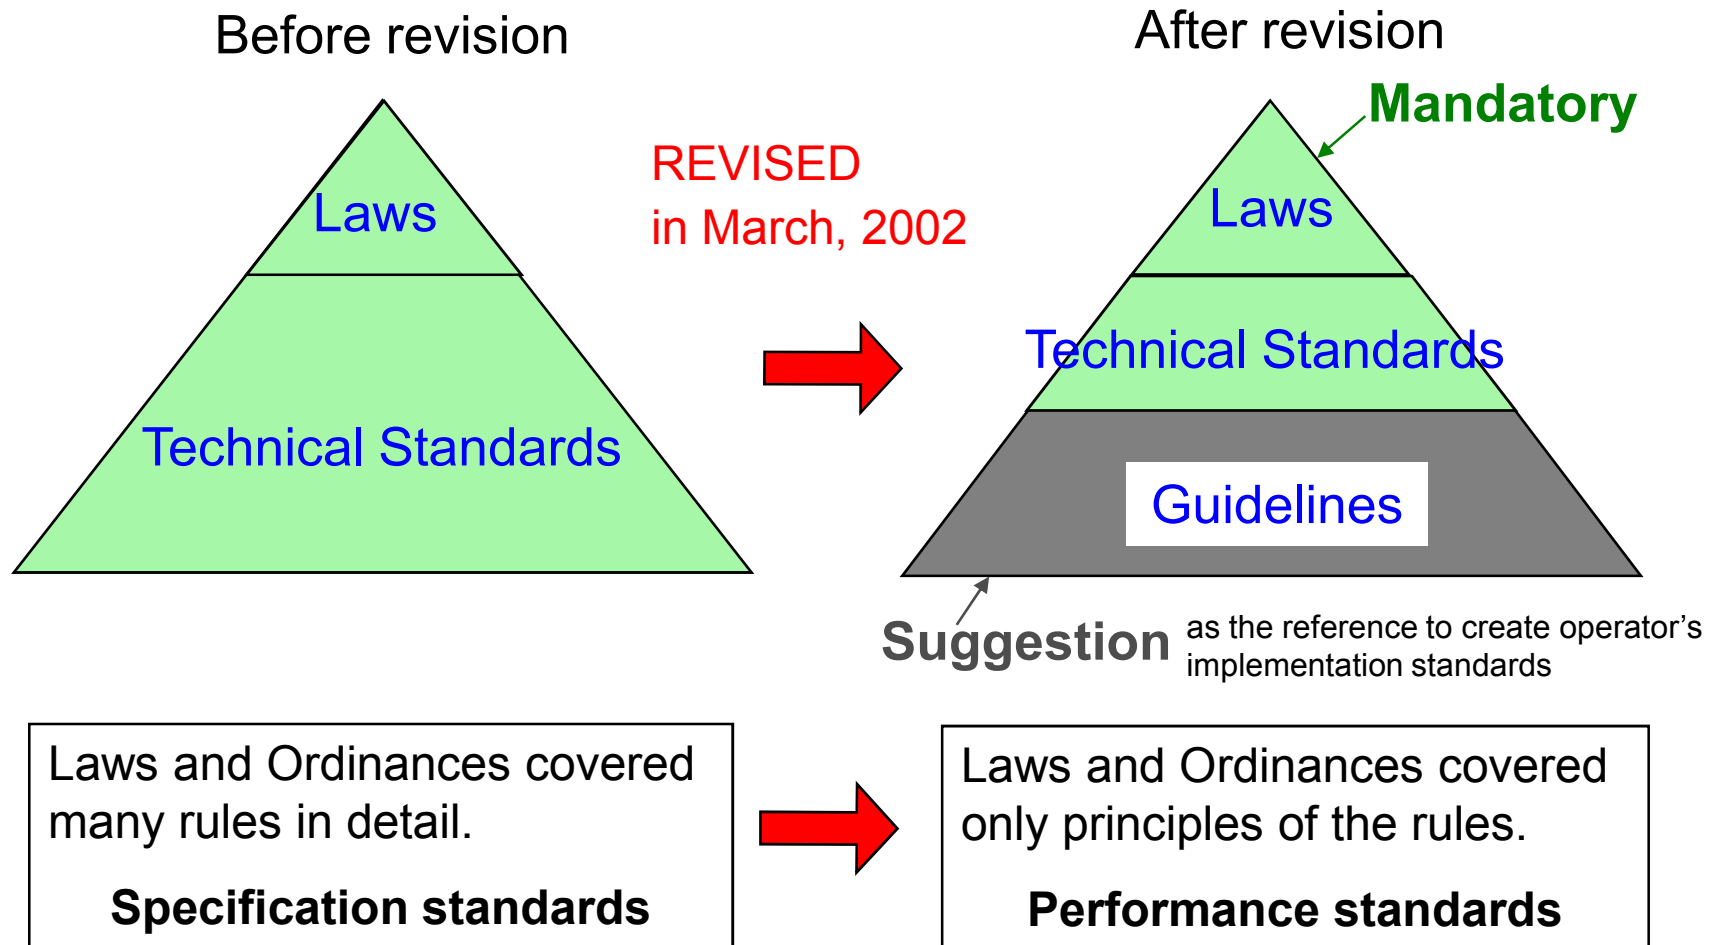 Before revision
After revision
Mandatory
REVISED
in March, 2002
Laws
Laws
Technical Standards
Technical Standards
Guidelines
Suggestion
as the reference to create operator’s
implementation standards
Laws and Ordinances covered
many rules in detail.
Specification standards
Laws and Ordinances covered
only principles of the rules.
Performance standards